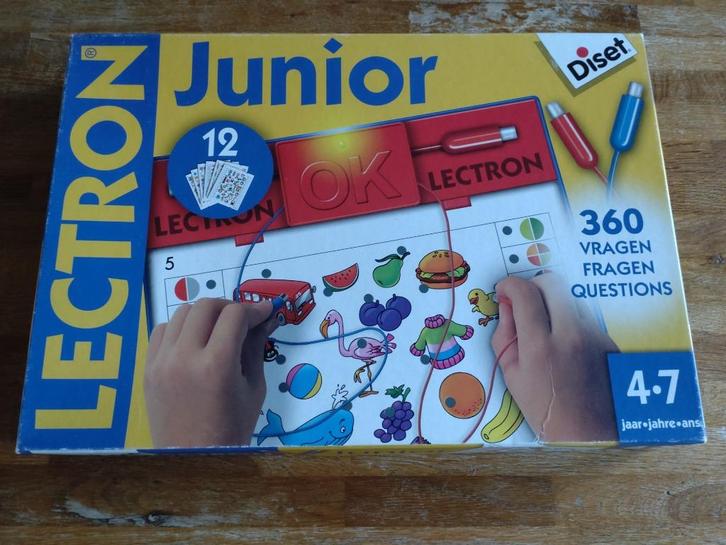 LECTRON®
Junior
Diset
12
OK
LECTRON
LECTRON
5
360
VRAGEN
FRAGEN
QUESTIONS
4•7
jaar•jahre•ans